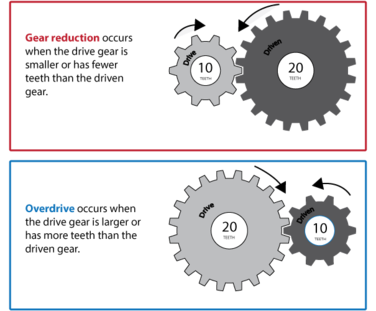 Gear reduction occurs
when the drive gear is
smaller or has fewer
teeth than the driven
gear.
Drive
10
TEETH
Driven
20
TEETH
Overdrive occurs when
the drive gear is larger or
has more teeth than the
driven gear.
Drive
20
TEETH
Driven
10
TEETH